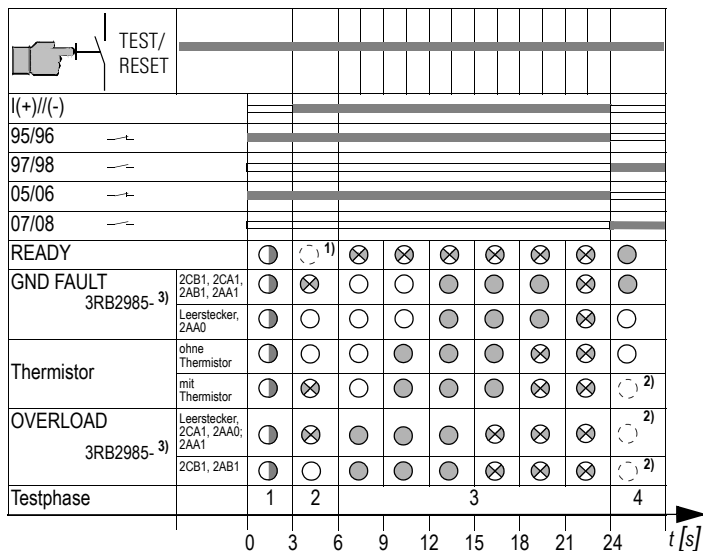 TEST/
RESET
I(+)//(-)
95/96
97/98
05/06
07/08
READY
1)
GND FAULT
3RB2985- 3)
2CB1, 2CA1,
2AB1, 2AA1
Leerstecker,
2AA0
Thermistor
ohne
Thermistor
mit
Thermistor
2)
OVERLOAD
3RB2985- 3)
Leerstecker,
2CA1, 2AA0;
2AA1
2)
2CB1, 2AB1
2)
Testphase 1 2 3 4
0 3 6 9 12 15 18 21 24 t [s]